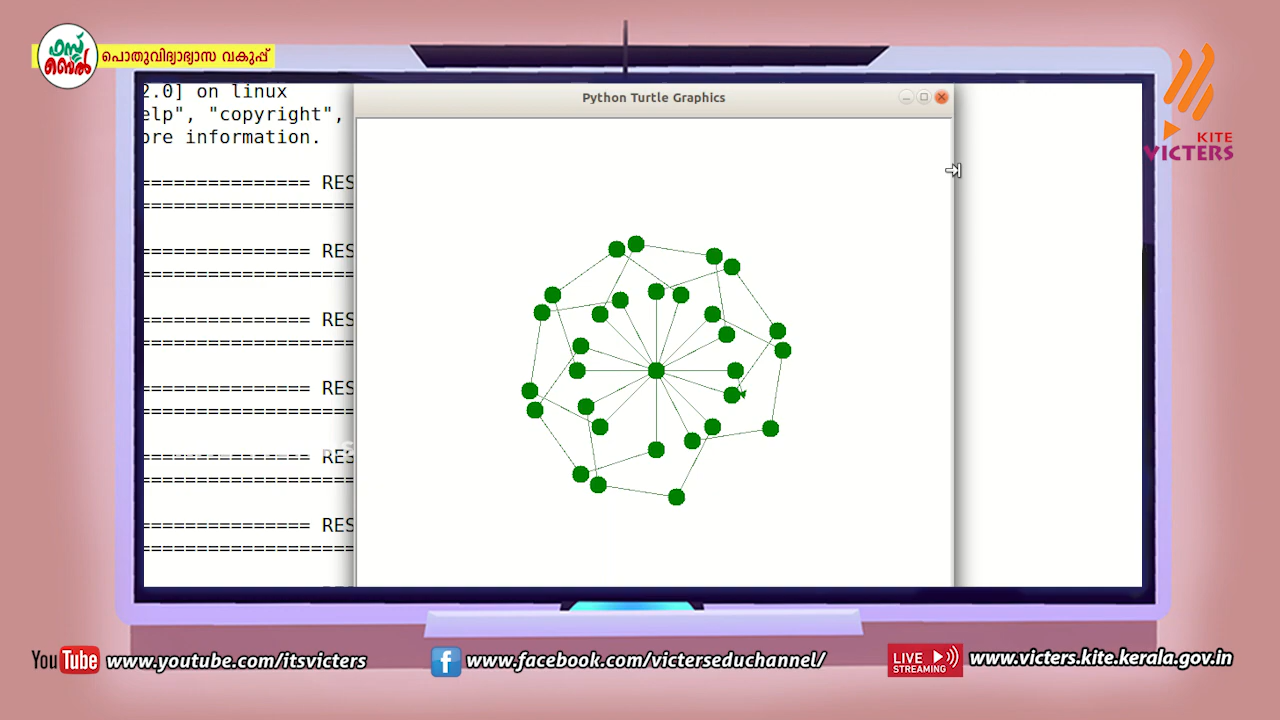 ഫസ്റ്റ്
ബെൽ
പൊതുവിദ്യാഭ്യാസ വകുപ്പ്
KITE
VICTERS
2.0] on linux
elp", "copyright",
ore information.
=============== RES
===================
=============== RES
===================
=============== RES
===================
=============== RES
===================
=============== RES
===================
=============== RES
===================
Python Turtle Graphics
YouTube www.youtube.com/itsvicters
f www.facebook.com/victerseduchannel/
LIVE
STREAMING
www.victers.kite.kerala.gov.in